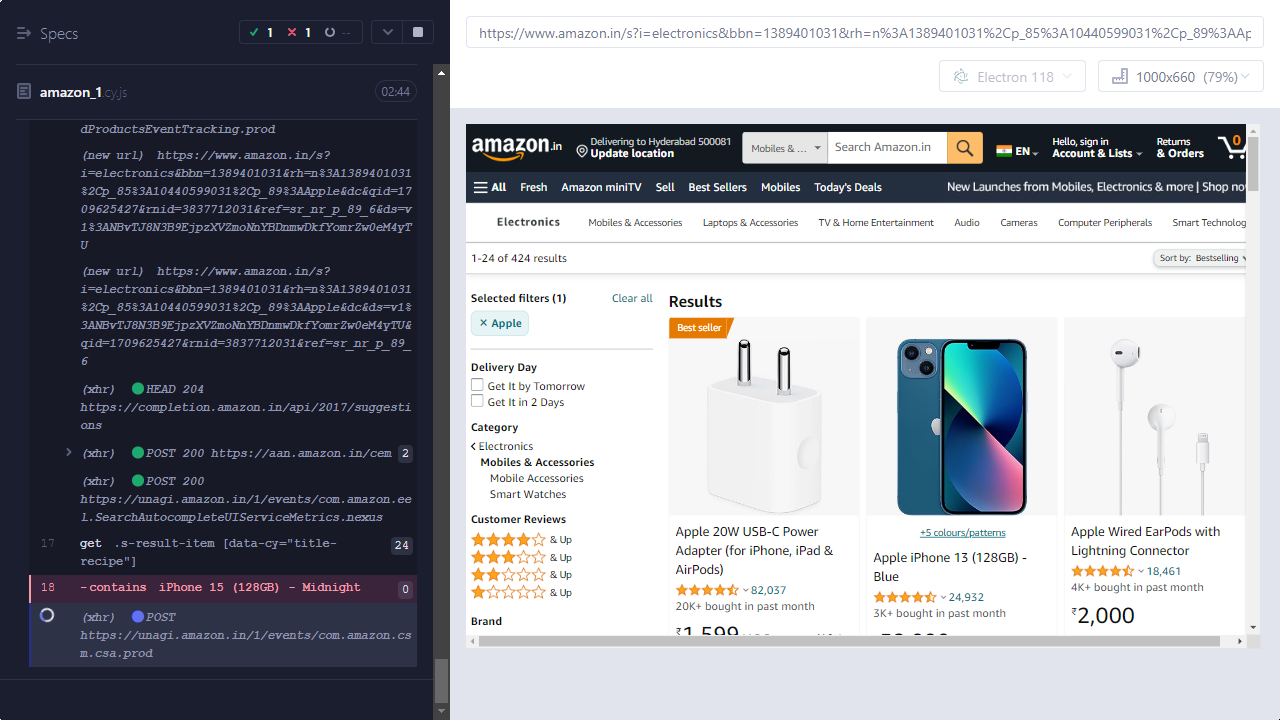 Specs
1
1
--
amazon_1.cy.js
02:44
dProductsEventTracking.prod
(new url) https://www.amazon.in/s?
i=electronics&bbn=1389401031&rh=n%3A1389401031
%2Cp_85%3A10440599031%2Cp_89%3AApple&dc&qid=17
09625427&rnid=3837712031&ref=sr_nr_p_89_6&ds=v
1%3ANBvTJ8N3B9EjpzXVZmoNnYBDnmwDkfYomrZw0eM4yT
U
(new url) https://www.amazon.in/s?
i=electronics&bbn=1389401031&rh=n%3A1389401031
%2Cp_85%3A10440599031%2Cp_89%3AApple&dc&ds=v1%
3ANBvTJ8N3B9EjpzXVZmoNnYBDnmwDkfYomrZw0eM4yTU&
qid=1709625427&rnid=3837712031&ref=sr_nr_p_89_
6
(xhr) HEAD 204
https://completion.amazon.in/api/2017/suggesti
ons
(xhr) POST 200 https://aan.amazon.in/cem 2
(xhr) POST 200
https://unagi.amazon.in/1/events/com.amazon.ee
l.SearchAutocompleteUIServiceMetrics.nexus
17 get .s-result-item [data-cy="title-
recipe"] 24
18 -contains iPhone 15 (128GB) - Midnight 0
(xhr) POST
https://unagi.amazon.in/1/events/com.amazon.cs
m.csa.prod
https://www.amazon.in/s?i=electronics&bbn=1389401031&rh=n%3A1389401031%2Cp_85%3A10440599031%2Cp_89%3AAp
Electron 118
1000x660 (79%)
amazon.in
Delivering to Hyderabad 500081
Update location
Mobiles & ...
Search Amazon.in
EN
Hello, sign in
Account & Lists
Returns
& Orders
0
All
Fresh
Amazon miniTV
Sell
Best Sellers
Mobiles
Today's Deals
New Launches from Mobiles, Electronics & more | Shop now
Electronics
Mobiles & Accessories
Laptops & Accessories
TV & Home Entertainment
Audio
Cameras
Computer Peripherals
Smart Technolog
1-24 of 424 results
Sort by: Bestselling
Selected filters (1)
Clear all
✕ Apple
Delivery Day
Get It by Tomorrow
Get It in 2 Days
Category
Electronics
Mobiles & Accessories
Mobile Accessories
Smart Watches
Customer Reviews
& Up
& Up
& Up
& Up
Brand
Results
Best seller
Apple 20W USB-C Power
Adapter (for iPhone, iPad &
AirPods)
82,037
20K+ bought in past month
₹1,599
+5 colours/patterns
Apple iPhone 13 (128GB) -
Blue
24,932
3K+ bought in past month
Apple Wired EarPods with
Lightning Connector
18,461
4K+ bought in past month
₹2,000